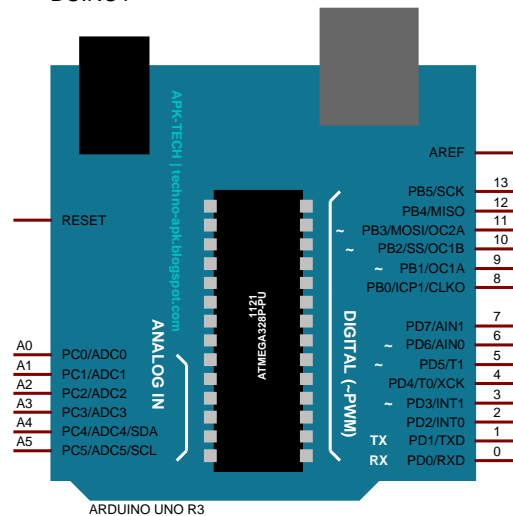 AREF
PB5/SCK 13
PB4/MISO 12
~ PB3/MOSI/OC2A 11
~ PB2/SS/OC1B 10
~ PB1/OC1A 9
PB0/ICP1/CLKO 8
PD7/AIN1 7
~ PD6/AIN0 6
~ PD5/T1 5
PD4/T0/XCK 4
~ PD3/INT1 3
PD2/INT0 2
TX PD1/TXD 1
RX PD0/RXD 0
DIGITAL (~PWM)
1121
ATMEGA328P-PU
APK-TECH | techno-apk.blogspot.com
RESET
ANALOG IN
A0 PC0/ADC0
A1 PC1/ADC1
A2 PC2/ADC2
A3 PC3/ADC3
A4 PC4/ADC4/SDA
A5 PC5/ADC5/SCL
ARDUINO UNO R3